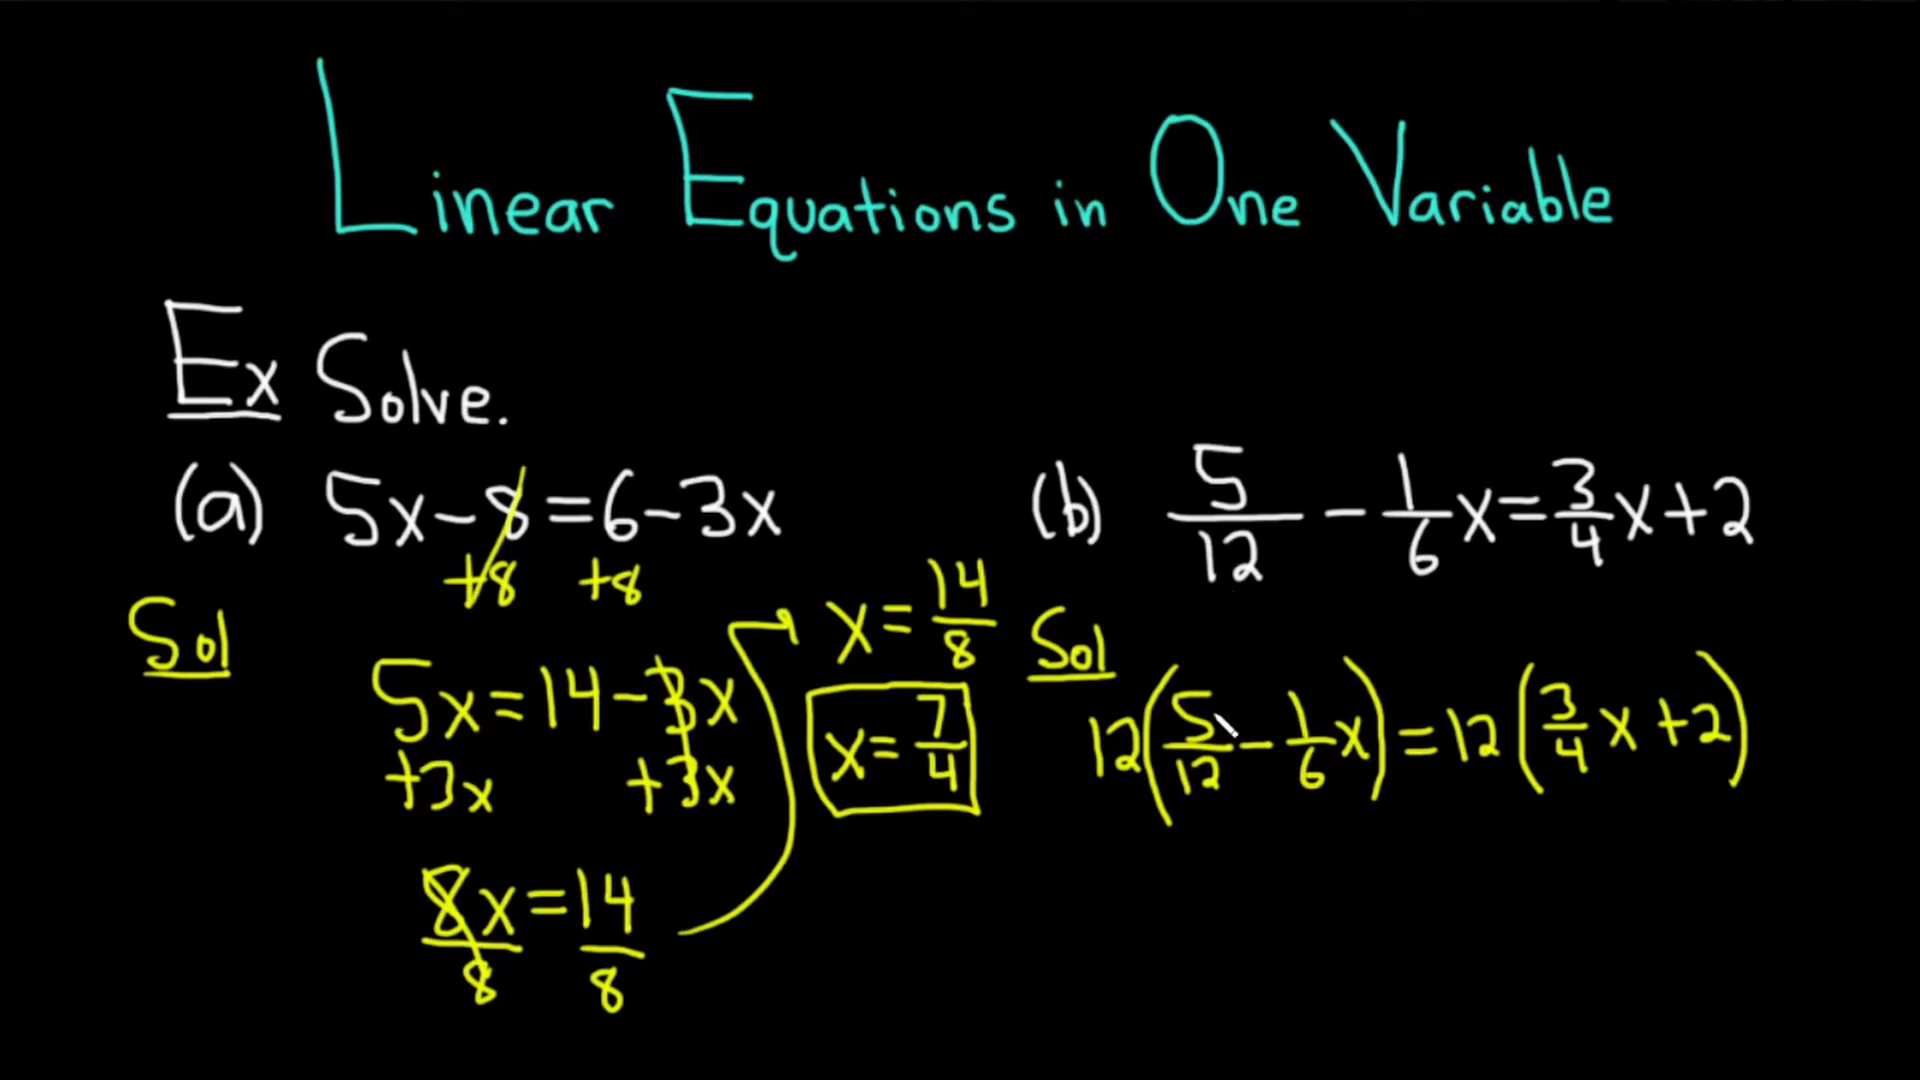 Linear Equations in One Variable
Ex Solve.
(a) 5x-8=6-3x
+8 +8
Sol
5x=14-3x
+3x +3x
8x=14
8 8
x=14/8
x=7/4
(b) 5/12 - 1/6x=3/4x+2
Sol
12(5/12-1/6x)=12(3/4x+2)